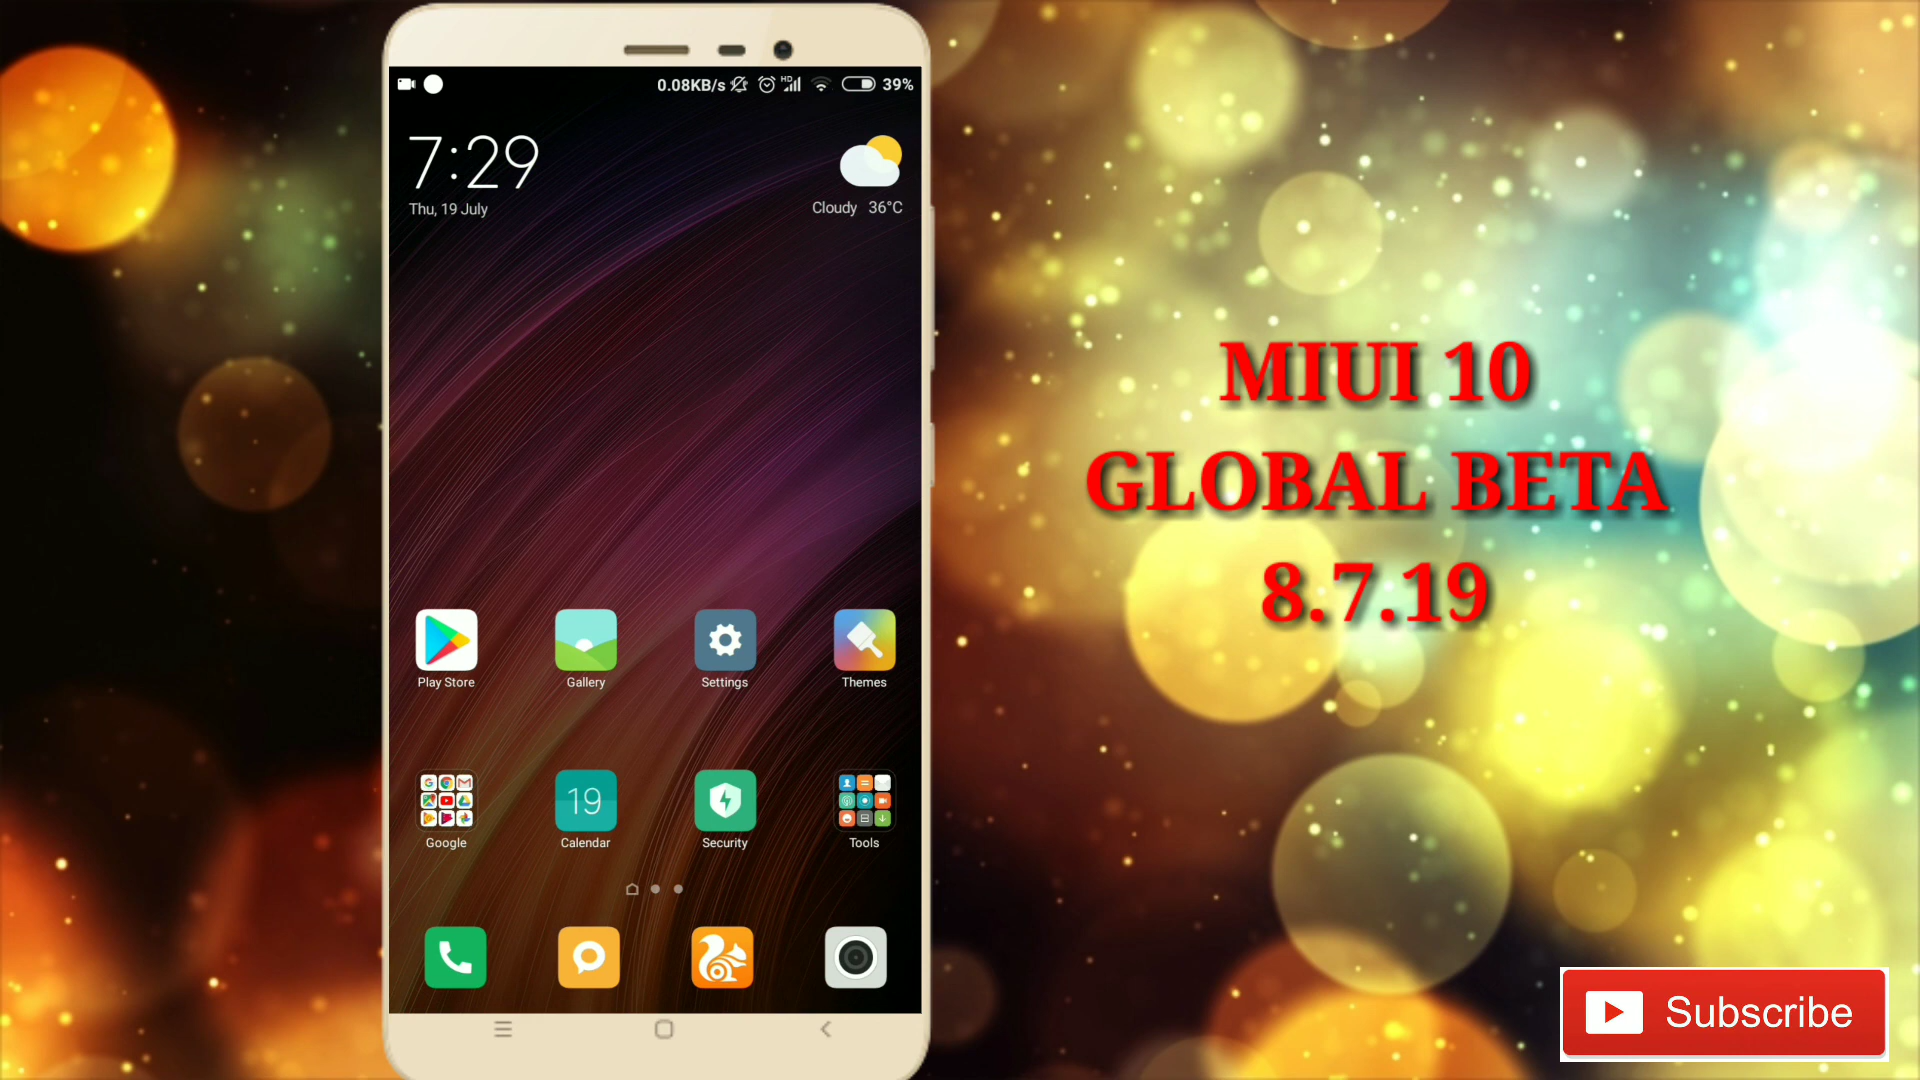 0.08KB/s HD 39%
7:29
Thu, 19 July
Cloudy 36°C
MIUI 10
GLOBAL BETA
8.7.19
Play Store Gallery Settings Themes
19
Google Calendar Security Tools
Subscribe